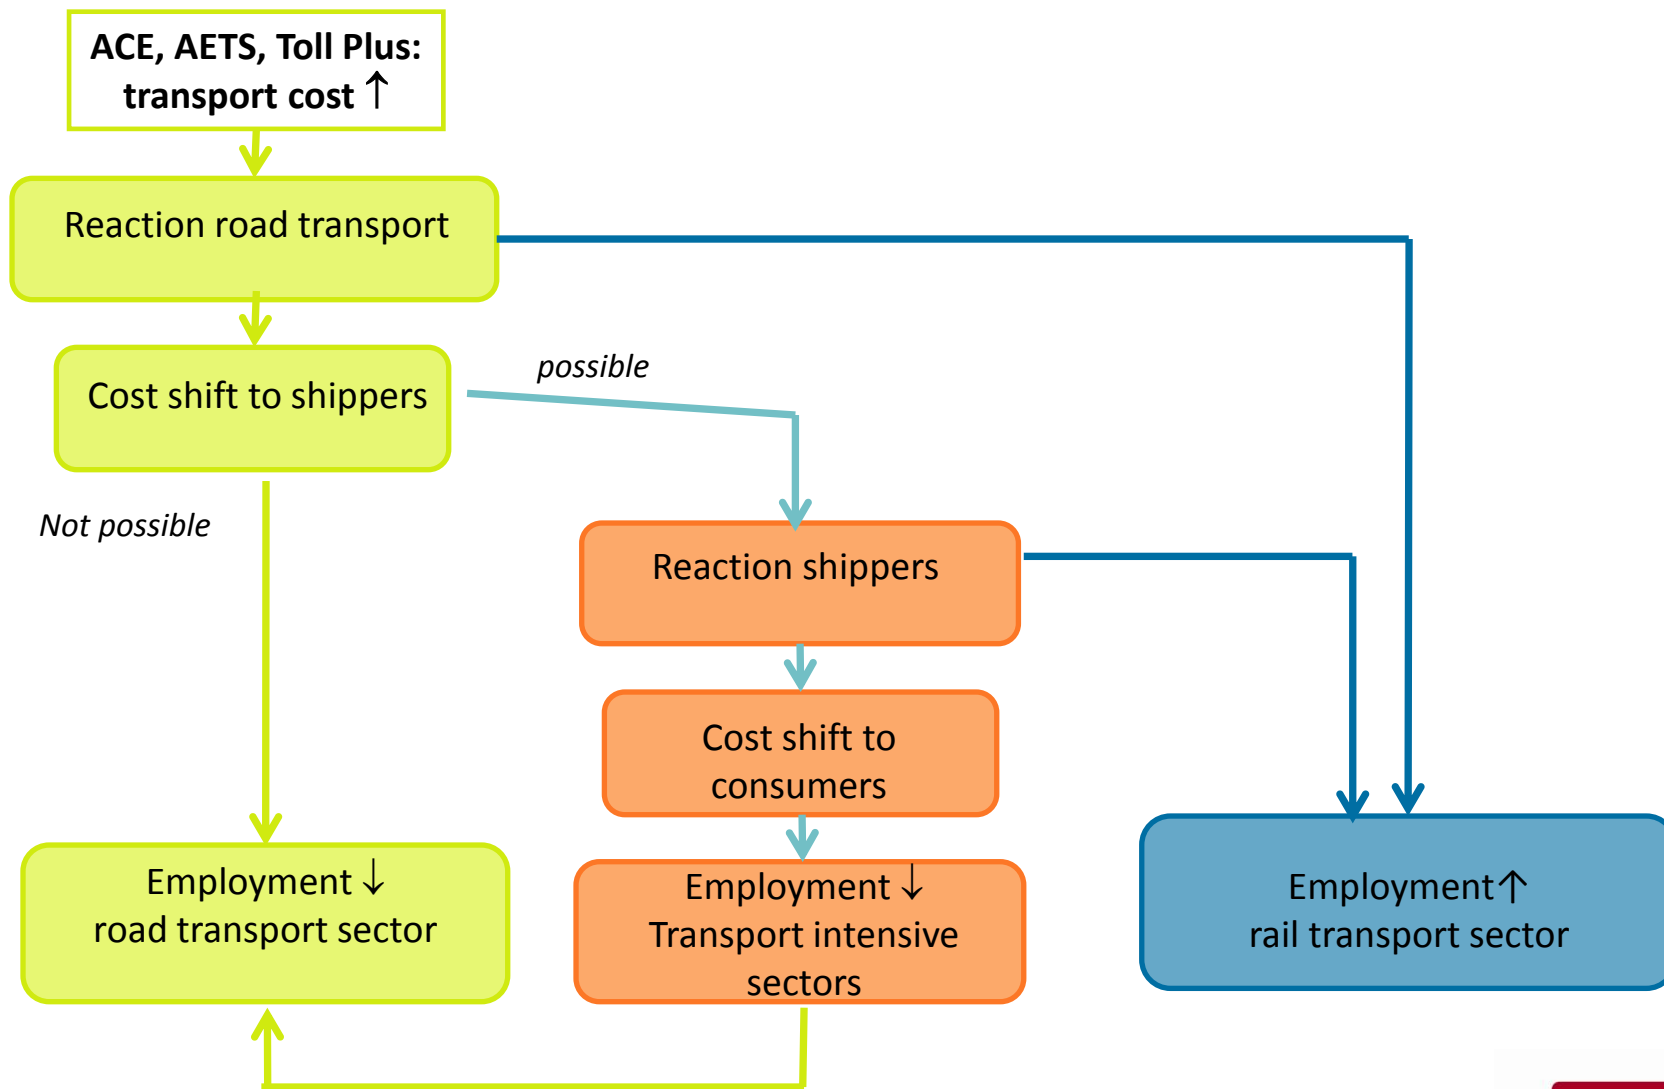 ACE, AETS, Toll Plus:
transport cost ↑
Reaction road transport
Cost shift to shippers
possible
Not possible
Reaction shippers
Cost shift to
consumers
Employment ↓
road transport sector
Employment ↓
Transport intensive
sectors
Employment↑
rail transport sector